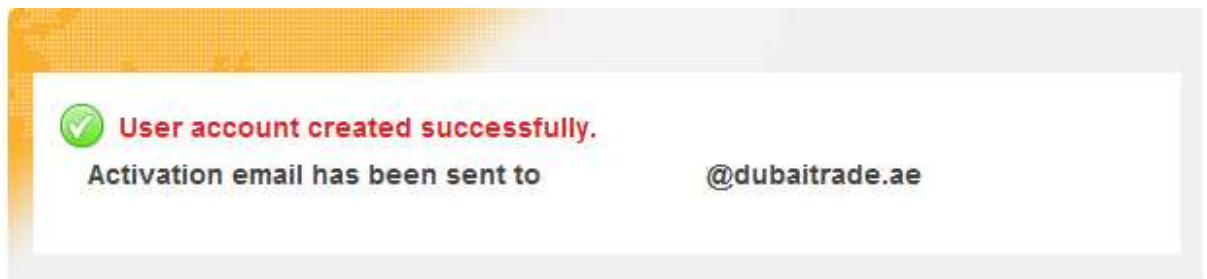 User account created successfully.
Activation email has been sent to @dubaitrade.ae